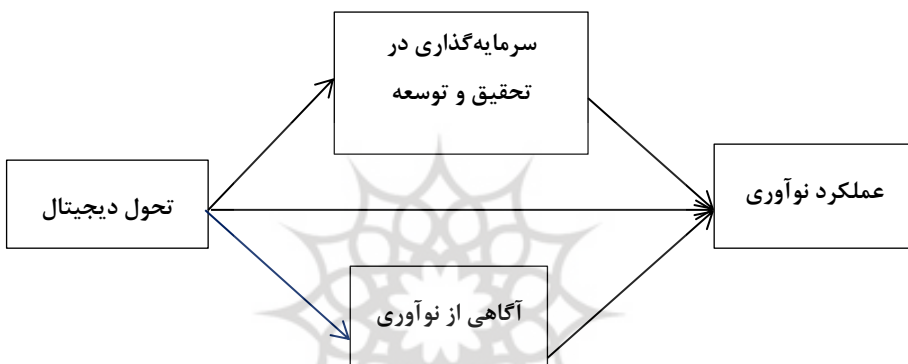 سرمایه‌گذاری در
تحقیق و توسعه
عملکرد نوآوری
تحول دیجیتال
آگاهی از نوآوری